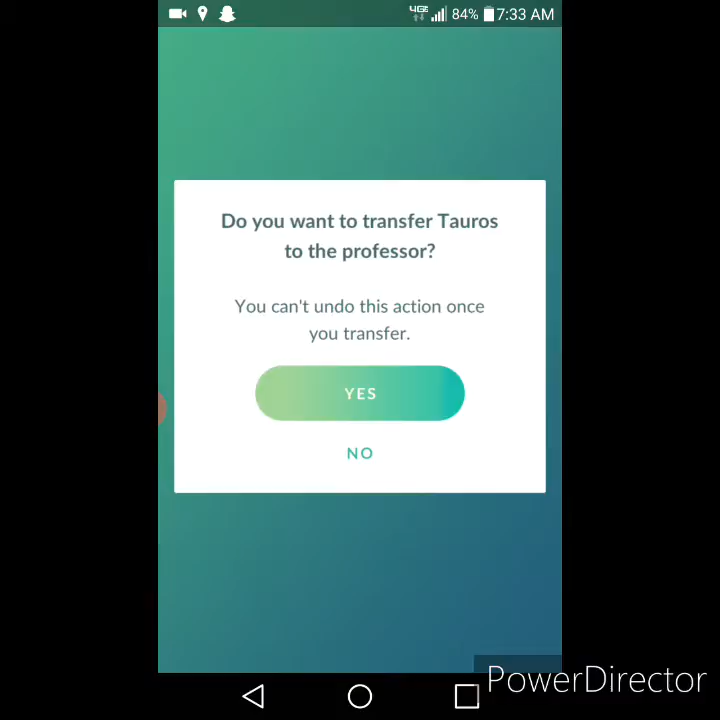 4GE 84% 7:33 AM
Do you want to transfer Tauros
to the professor?
You can't undo this action once
you transfer.
YES
NO
PowerDirector